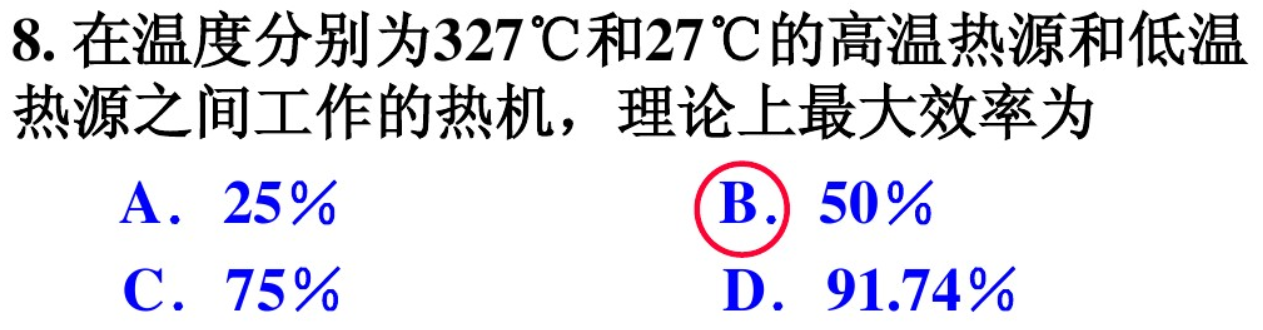 8. 在温度分别为327℃和27℃的高温热源和低温
热源之间工作的热机，理论上最大效率为
A．25％ B．50％
C．75％ D．91.74％